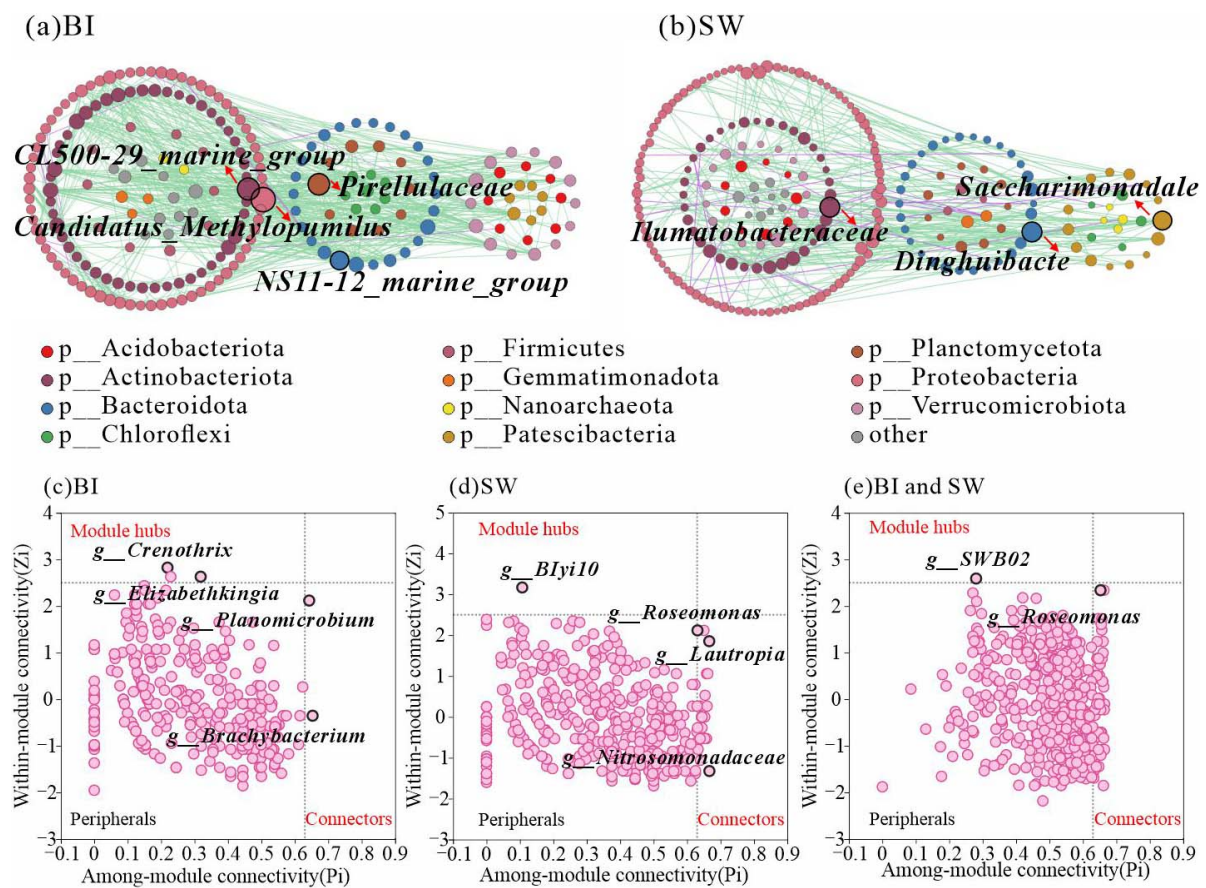 (a)BI
(b)SW
CL500-29_marine_group
Pirellulaceae
Candidatus_Methylopumilus
NS11-12_marine_group
Saccharimonadale
Ilumatobacteraceae
Dinghuibacte
p__Acidobacteriota
p__Firmicutes
p__Planctomycetota
p__Actinobacteriota
p__Gemmatimonadota
p__Proteobacteria
p__Bacteroidota
p__Nanoarchaeota
p__Verrucomicrobiota
p__Chloroflexi
p__Patescibacteria
other
(c)BI
Within-module connectivity(Zi)
4
3
2
1
0
−1
−2
−3
Module hubs
g__Crenothrix
g__Elizabethkingia
g__Planomicrobium
g__Brachybacterium
Peripherals
Connectors
−0.1 0 0.1 0.2 0.3 0.4 0.5 0.6 0.7 0.8 0.9
Among-module connectivity(Pi)
(d)SW
Within-module connectivity(Zi)
5
4
3
2
1
0
−1
−2
−3
Module hubs
g__BIyi10
g__Roseomonas
g__Lautropia
g__Nitrosomonadaceae
Peripherals
Connectors
−0.1 0 0.1 0.2 0.3 0.4 0.5 0.6 0.7 0.8 0.9
Among-module connectivity(Pi)
(e)BI and SW
Within-module connectivity(Zi)
4
3
2
1
0
−1
−2
−3
Module hubs
g__SWB02
g__Roseomonas
Peripherals
Connectors
−0.1 0 0.1 0.2 0.3 0.4 0.5 0.6 0.7 0.8 0.9
Among-module connectivity(Pi)